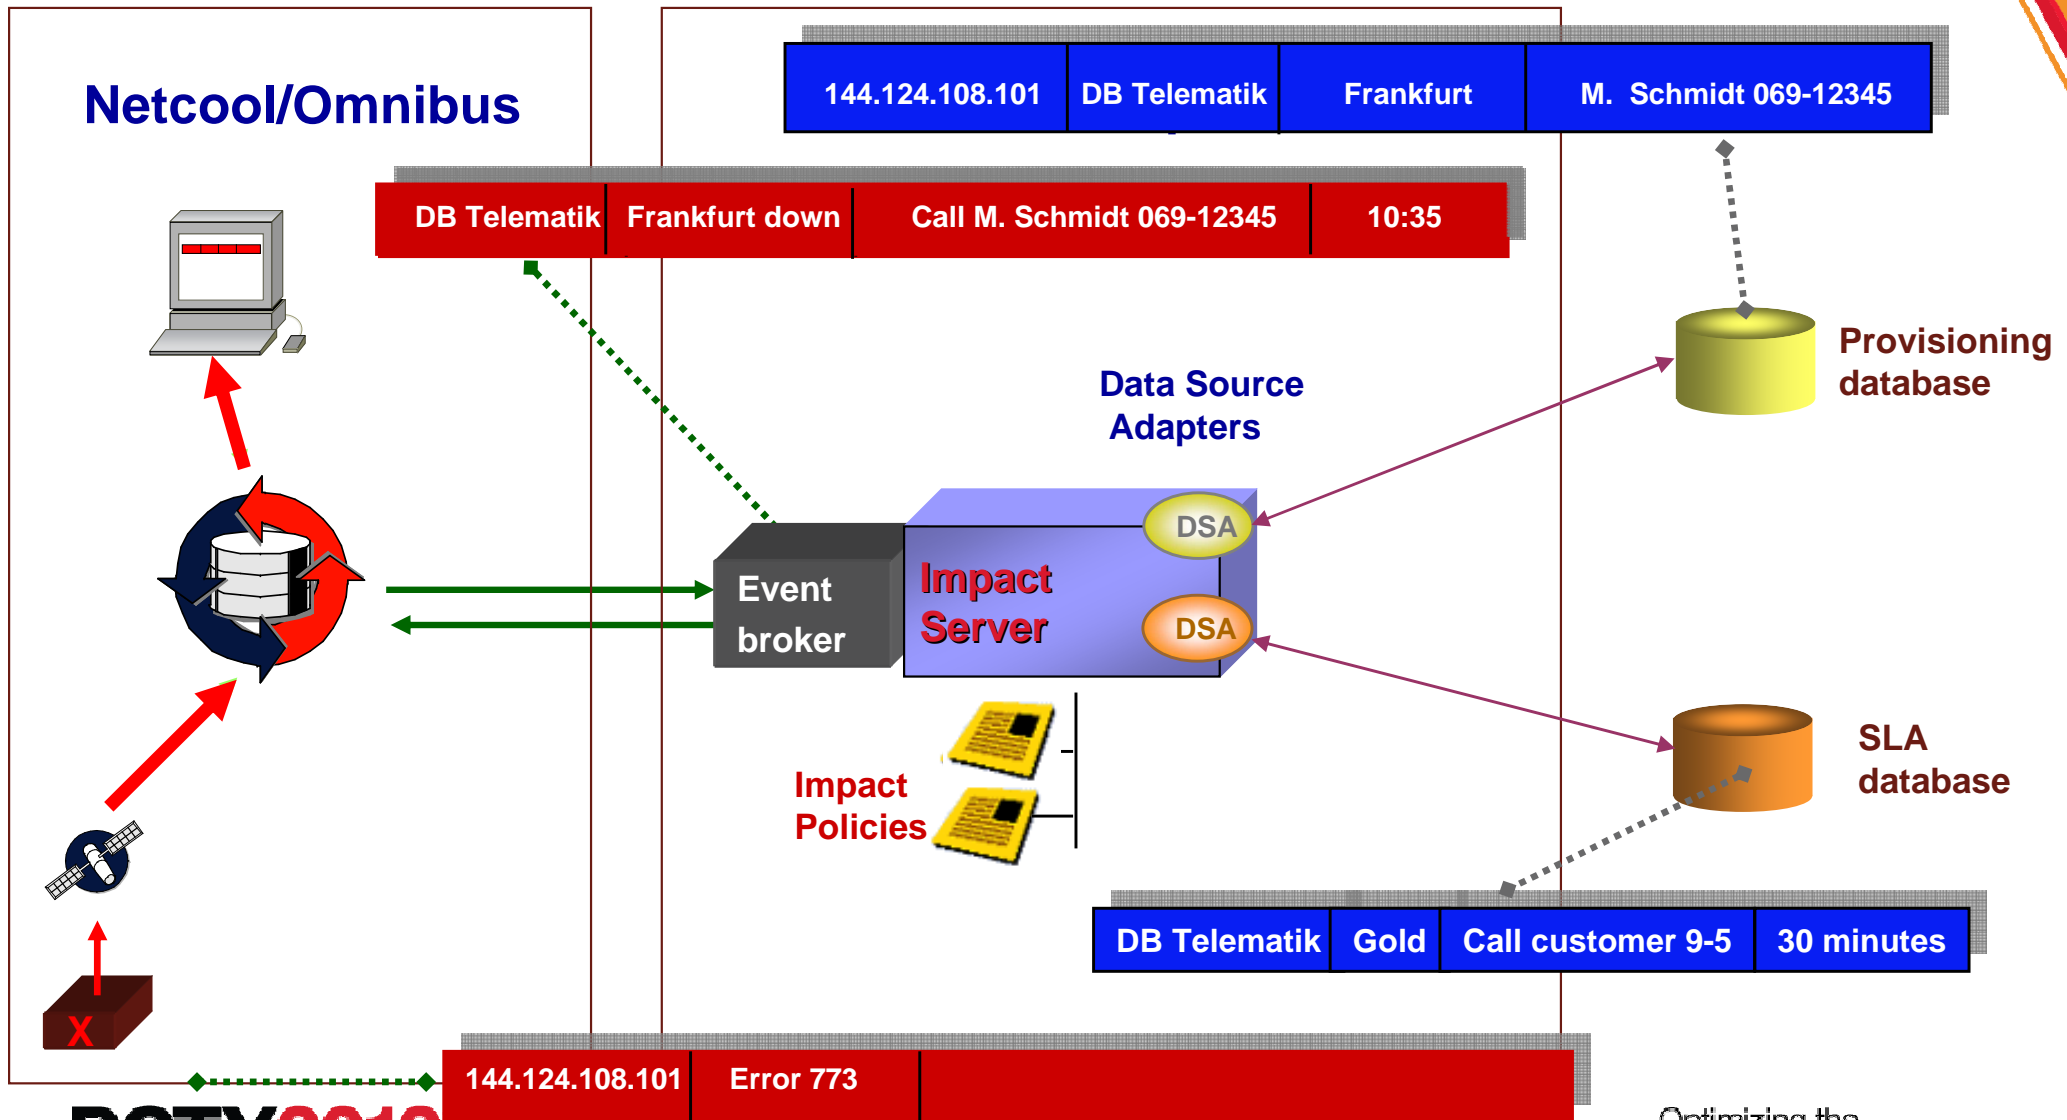 Netcool/Omnibus
144.124.108.101 DB Telematik Frankfurt M. Schmidt 069-12345
DB Telematik Frankfurt down Call M. Schmidt 069-12345 10:35
Provisioning
database
Data Source
Adapters
DSA
Event
broker
Impact
Server
DSA
SLA
database
Impact
Policies
DB Telematik Gold Call customer 9-5 30 minutes
X
144.124.108.101 Error 773
Optimizing the